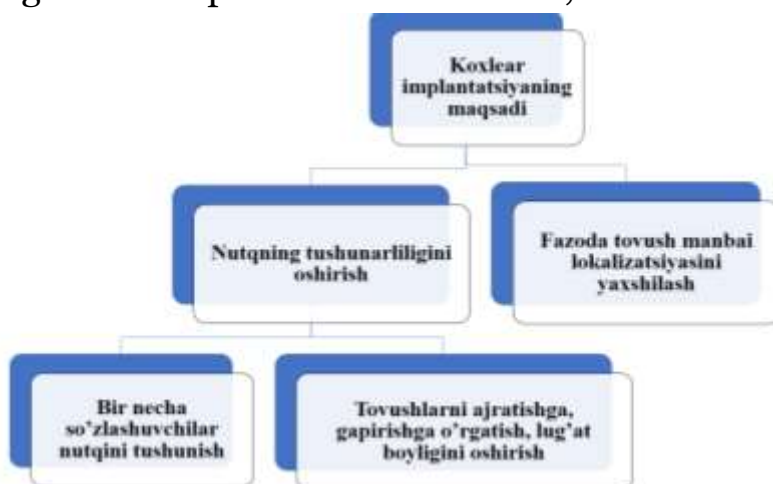 Koxlear
implantatsiyaning
maqsadi
Nutqning tushunarliligini
oshirish
Fazoda tovush manbai
lokalizatsiyasini
yaxshilash
Bir necha
so'zlashuvchilar
nutqini tushunish
Tovushlarni ajratishga,
gapirishga o'rgatish, lug'at
boyligini oshirish